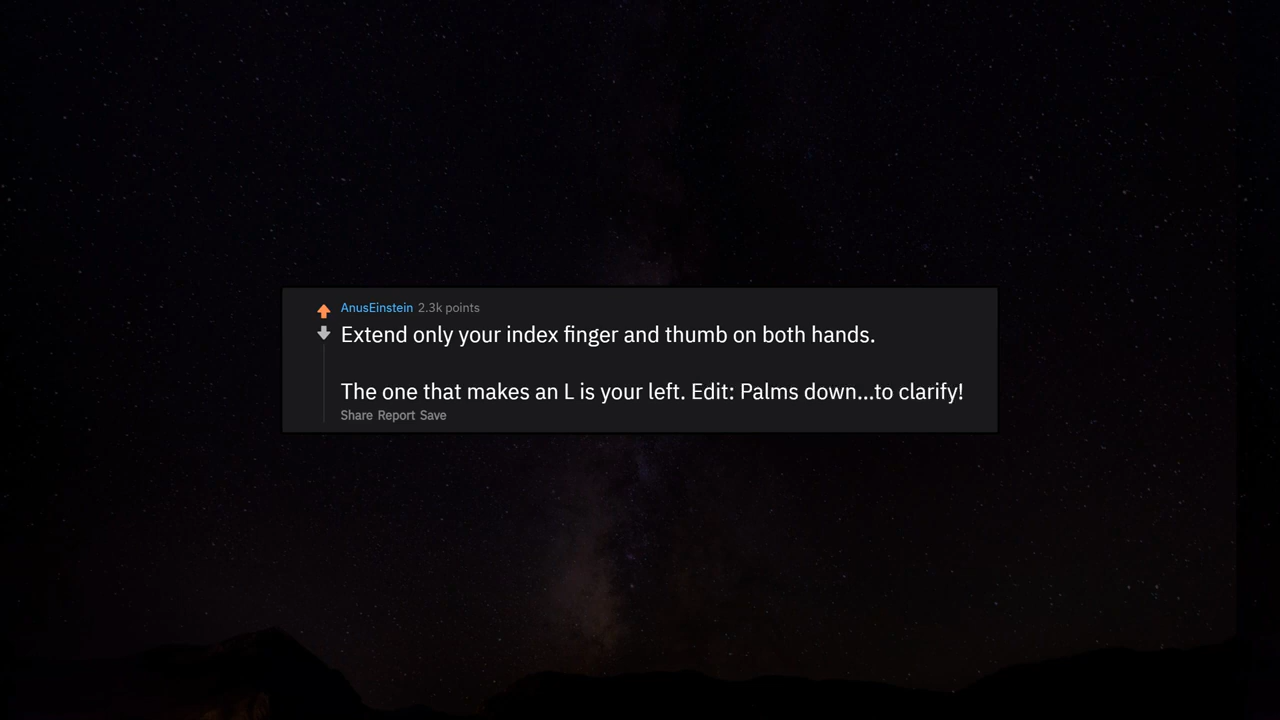 AnusEinstein 2.3k points
Extend only your index finger and thumb on both hands.
The one that makes an L is your left. Edit: Palms down...to clarify!
Share Report Save